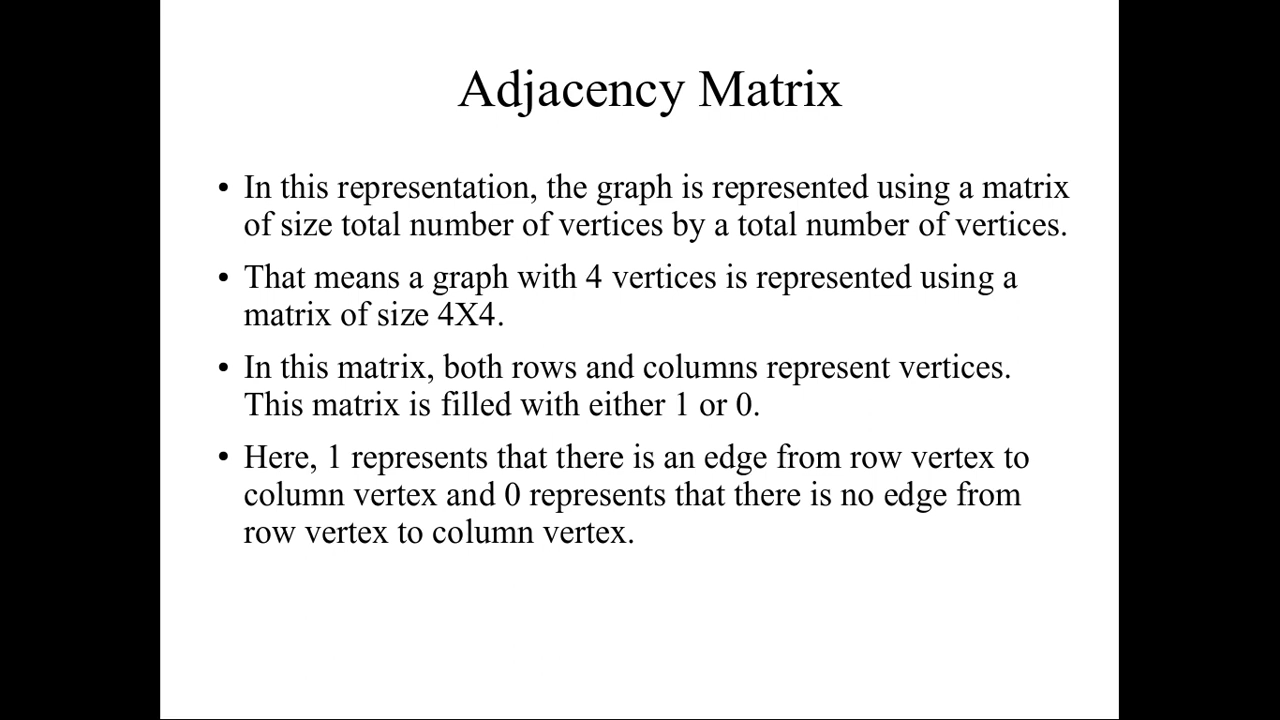 Adjacency Matrix
• In this representation, the graph is represented using a matrix
of size total number of vertices by a total number of vertices.
• That means a graph with 4 vertices is represented using a
matrix of size 4X4.
• In this matrix, both rows and columns represent vertices.
This matrix is filled with either 1 or 0.
• Here, 1 represents that there is an edge from row vertex to
column vertex and 0 represents that there is no edge from
row vertex to column vertex.